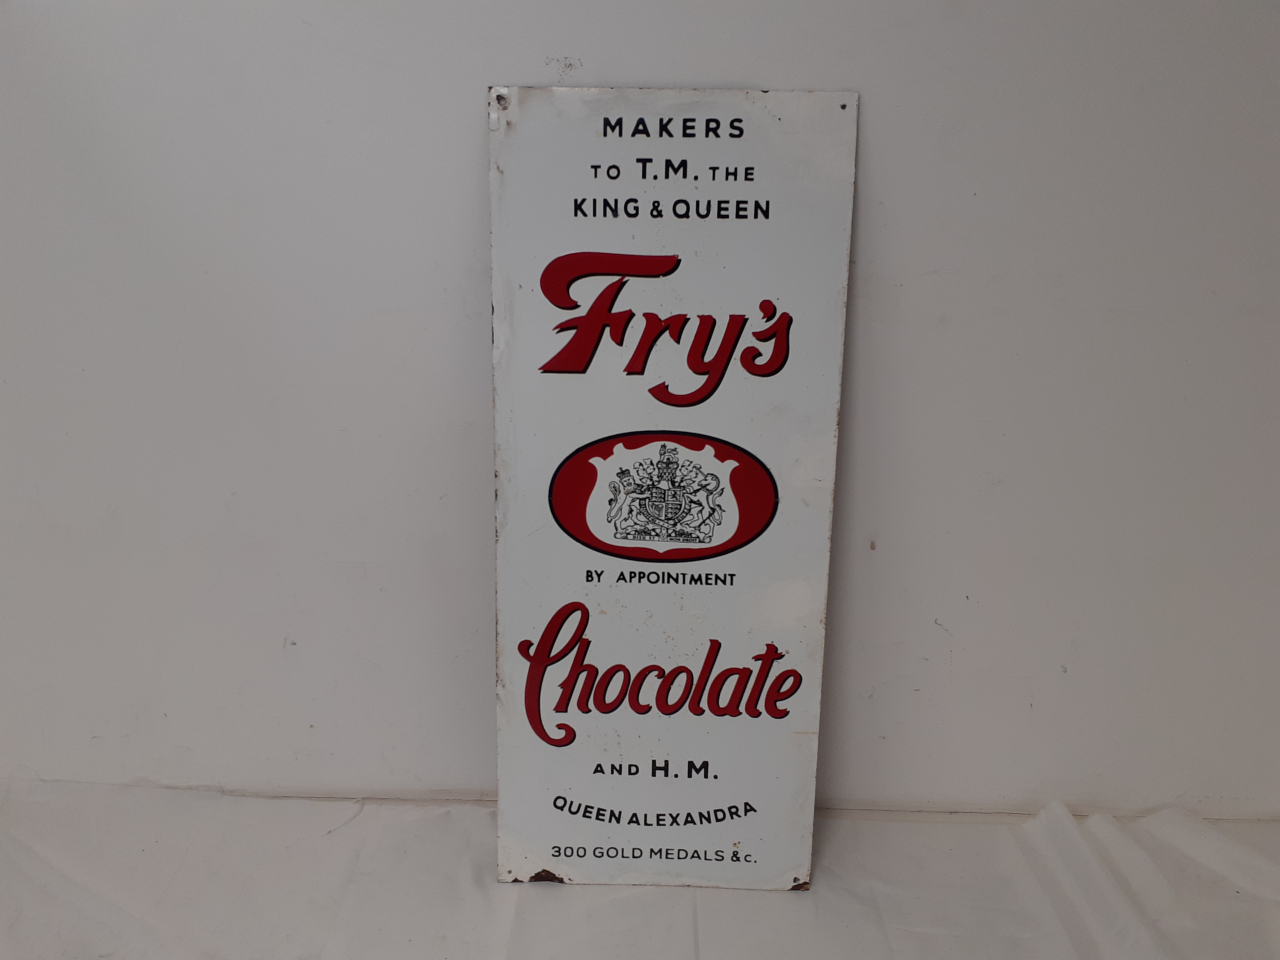 MAKERS
TO T.M. THE
KING & QUEEN
Fry's
BY APPOINTMENT
Chocolate
AND H.M.
QUEEN ALEXANDRA
300 GOLD MEDALS &c.